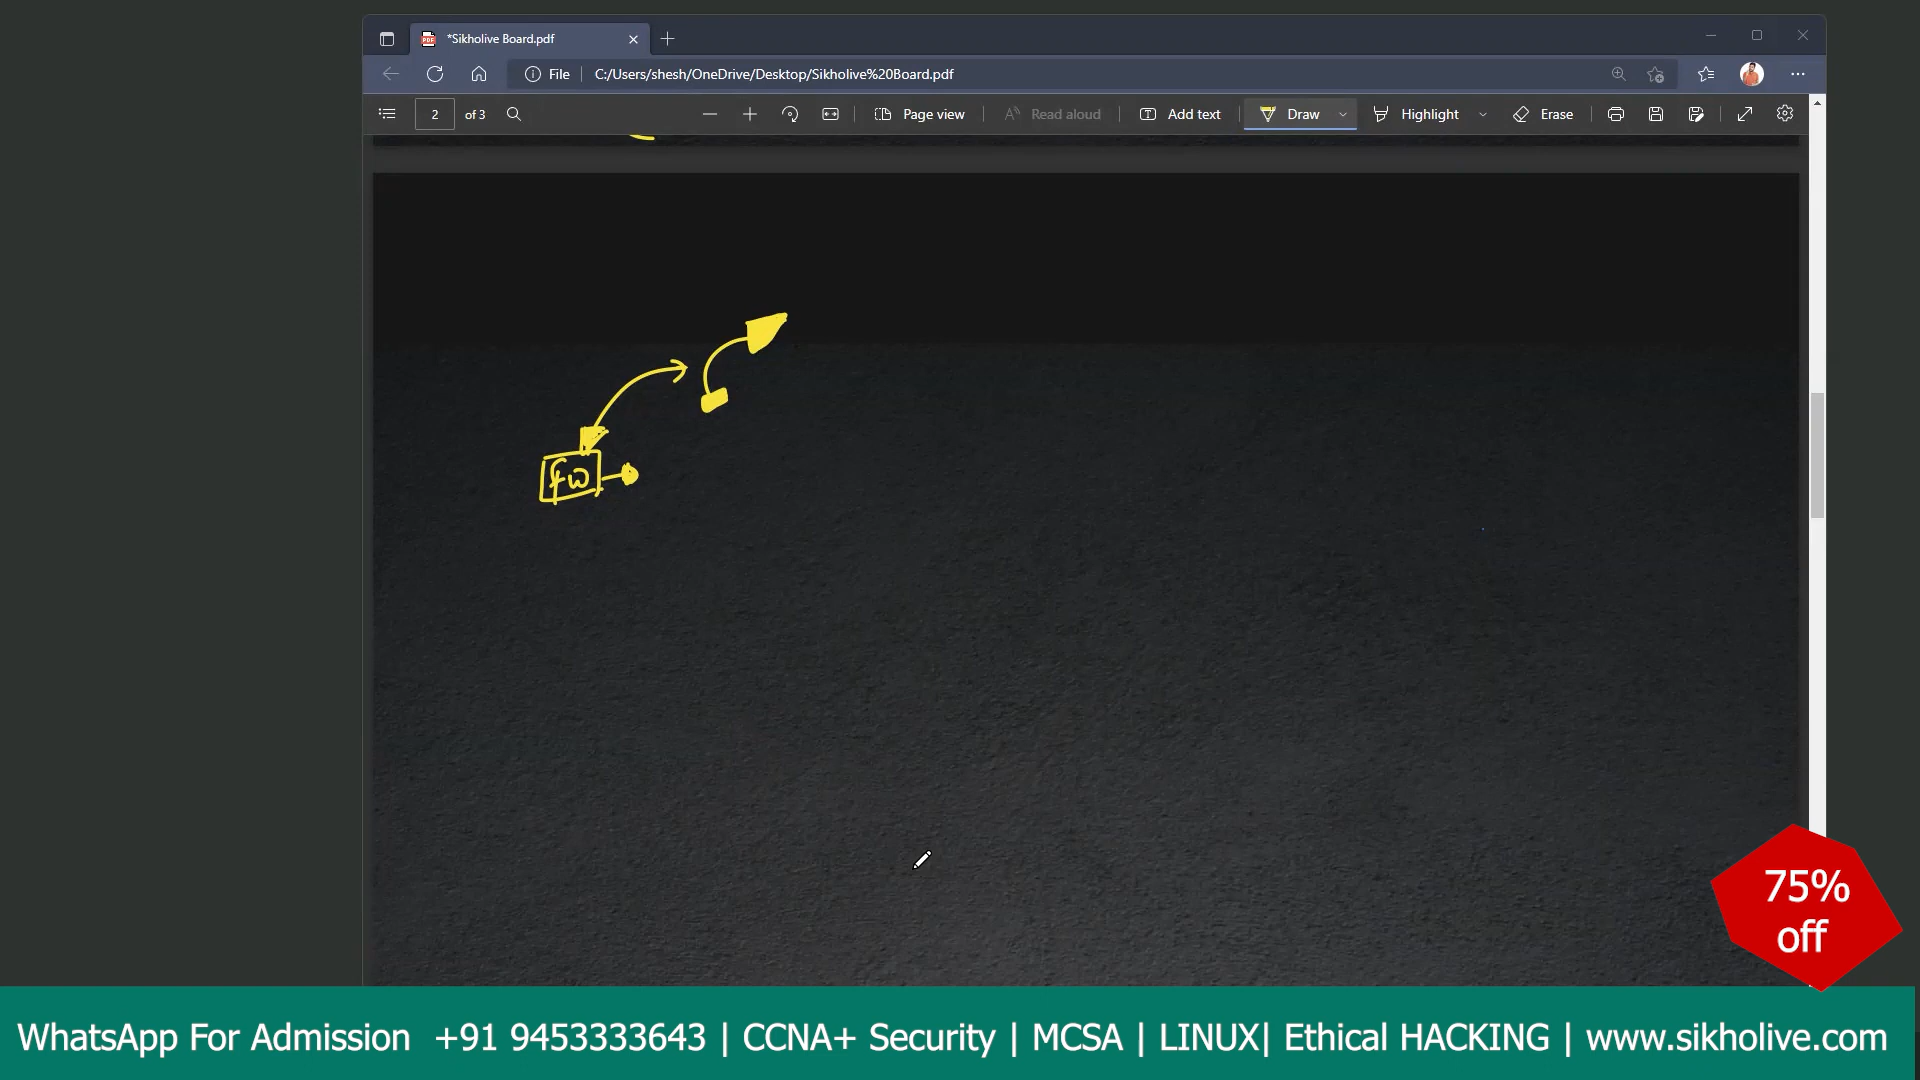 *Sikholive Board.pdf
File C:/Users/shesh/OneDrive/Desktop/Sikholive%20Board.pdf
2 of 3 Page view Read aloud Add text Draw Highlight Erase
fw
75%
off
WhatsApp For Admission +91 9453333643 | CCNA+ Security | MCSA | LINUX| Ethical HACKING | www.sikholive.com